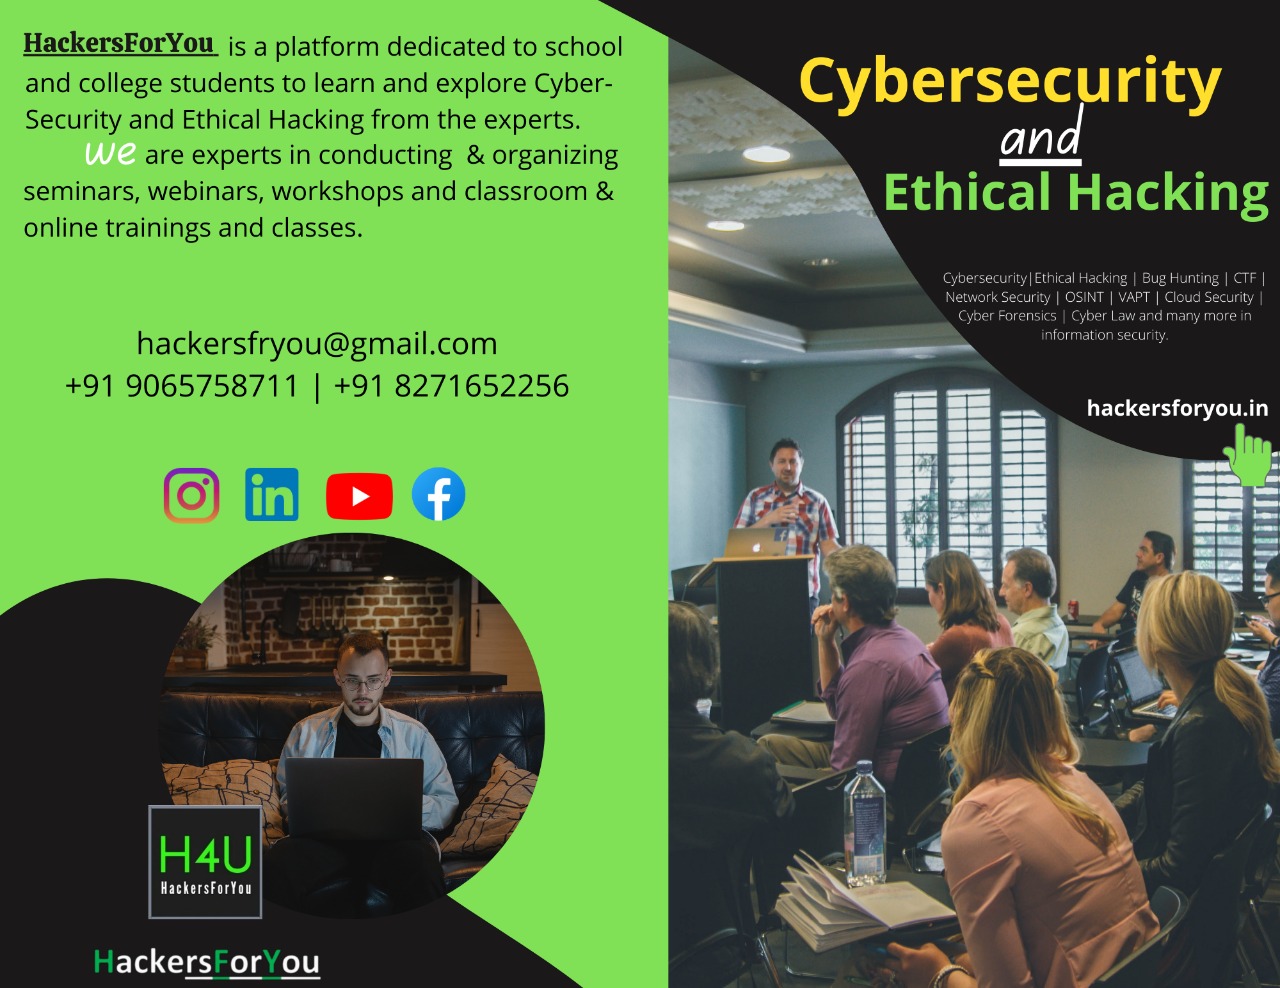 HackersForYou is a platform dedicated to school
and college students to learn and explore Cyber-
Security and Ethical Hacking from the experts.
we are experts in conducting & organizing
seminars, webinars, workshops and classroom &
online trainings and classes.
hackersfryou@gmail.com
+91 9065758711 | +91 8271652256
in
H4U
HackersForYou
HackersForYou
Cybersecurity
and
Ethical Hacking
Cybersecurity|Ethical Hacking | Bug Hunting | CTF |
Network Security | OSINT | VAPT | Cloud Security |
Cyber Forensics | Cyber Law and many more in
information security.
hackersforyou.in